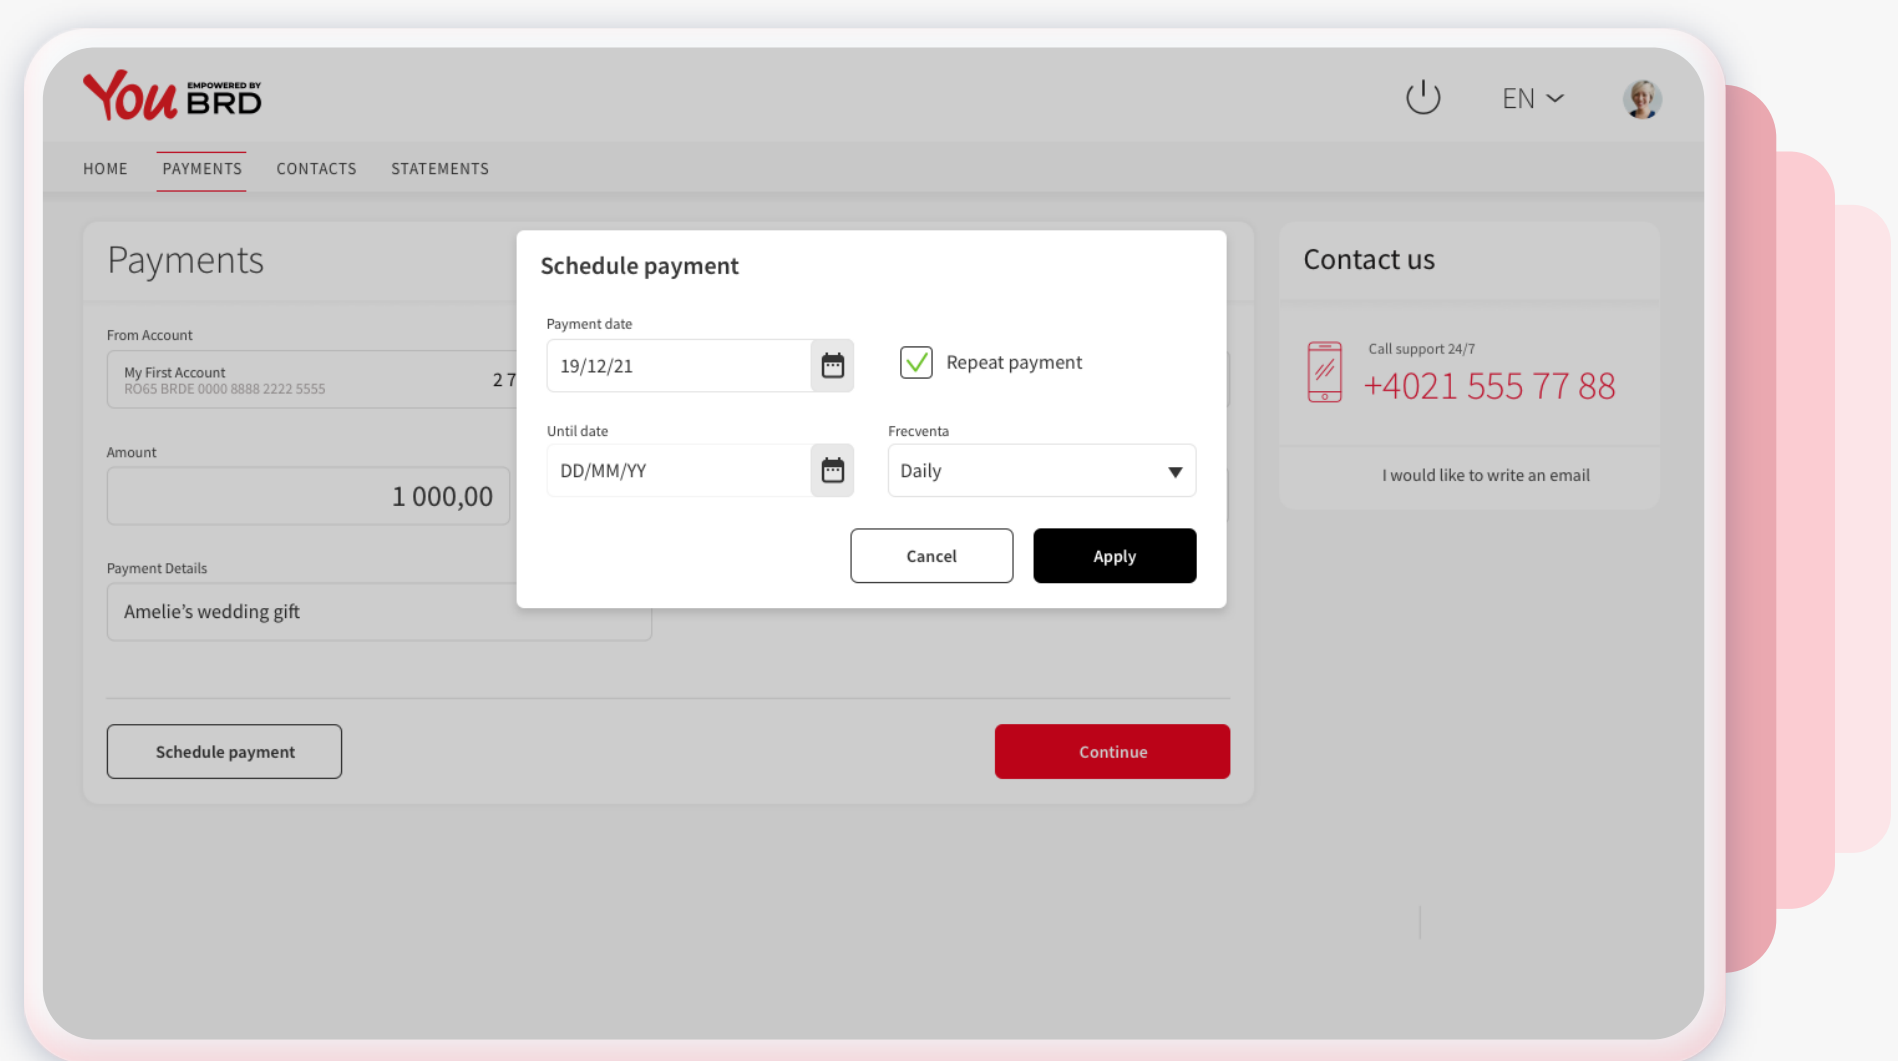 You EMPOWERED BY BRD
EN
HOME PAYMENTS CONTACTS STATEMENTS
Payments
From Account
My First Account
RO65 BRDE 0000 8888 2222 5555
2 7
Amount
1 000,00
Payment Details
Amelie’s wedding gift
Schedule payment
Continue
Schedule payment
Payment date
19/12/21
Repeat payment
Until date
DD/MM/YY
Frecventa
Daily
Cancel
Apply
Contact us
Call support 24/7
+4021 555 77 88
I would like to write an email